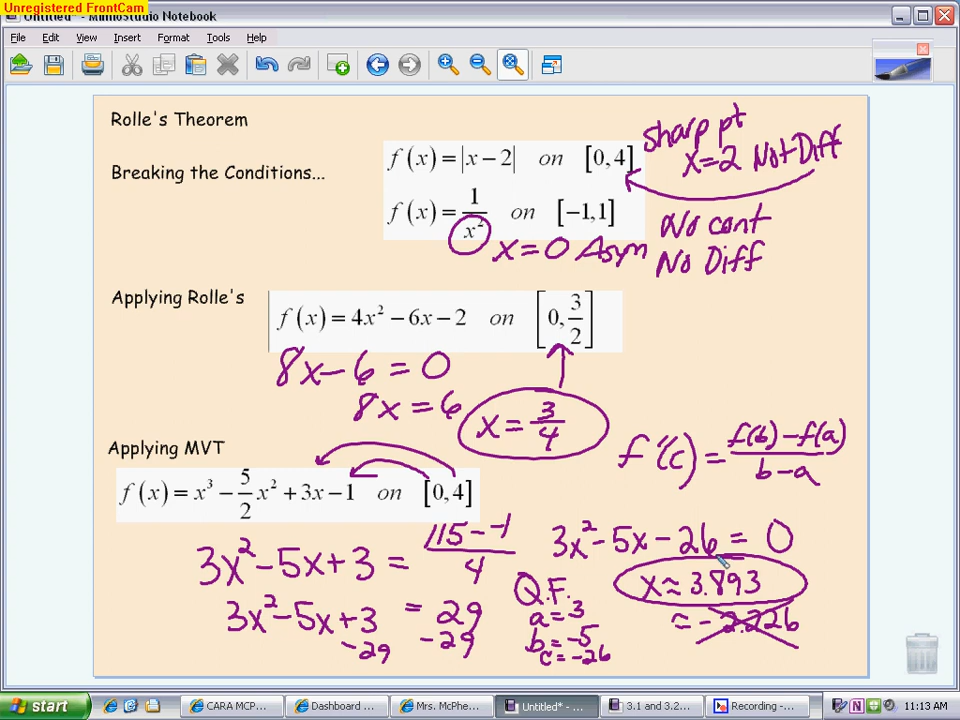 Unregistered FrontCam
Untitled* - MimioStudio Notebook
File Edit View Insert Format Tools Help
Rolle's Theorem
sharp pt
x=2 Not Diff
Breaking the Conditions...
f(x) = |x − 2| on [0,4]
f(x) = 1/x² on [−1,1]
x=0 Asym
No cont
No Diff
Applying Rolle's
f(x) = 4x² − 6x − 2 on [0, 3/2]
8x − 6 = 0
8x = 6
x = 3/4
f'(c) = f(b) − f(a) / b − a
Applying MVT
f(x) = x³ − 5/2 x² + 3x − 1 on [0,4]
3x² − 5x + 3 = 115 − −1 / 4
3x² − 5x + 3 = 29
−29 −29
Q.F.
a = 3
b = −5
c = −26
3x² − 5x − 26 = 0
x ≈ 3.893
≈ −2.226
start
CARA MCP...
Dashboard ...
Mrs. McPhe...
Untitled* - ...
3.1 and 3.2...
Recording -...
11:13 AM